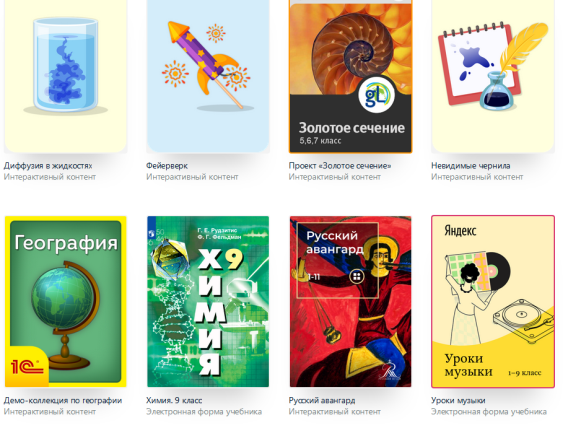 Золотое сечение
5,6,7 класс
Диффузия в жидкостях
Интерактивный контент
Фейерверк
Интерактивный контент
Проект «Золотое сечение»
Интерактивный контент
Невидимые чернила
Интерактивный контент
География
1С
Г. Е. Рудзитис
Ф. Г. Фельдман
ХИМИЯ
9
Русский
авангард
Яндекс
Уроки
музыки
1–9 класс
Демо-коллекция по географии
Интерактивный контент
Химия. 9 класс
Электронная форма учебника
Русский авангард
Интерактивный контент
Уроки музыки
Электронная форма учебника